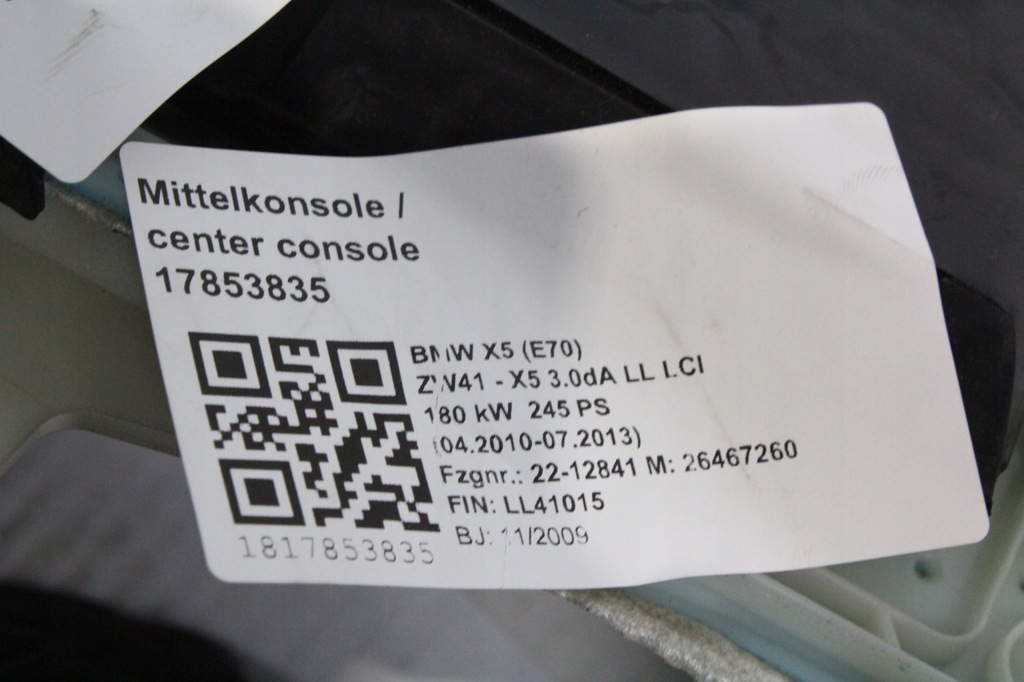 Mittelkonsole /
center console
17853835
BMW X5 (E70)
ZW41 - X5 3.0dA LL LCI
180 kW 245 PS
(04.2010-07.2013)
Fzgnr.: 22-12841 M: 26467260
FIN: LL41015
BJ: 11/2009
1817853835